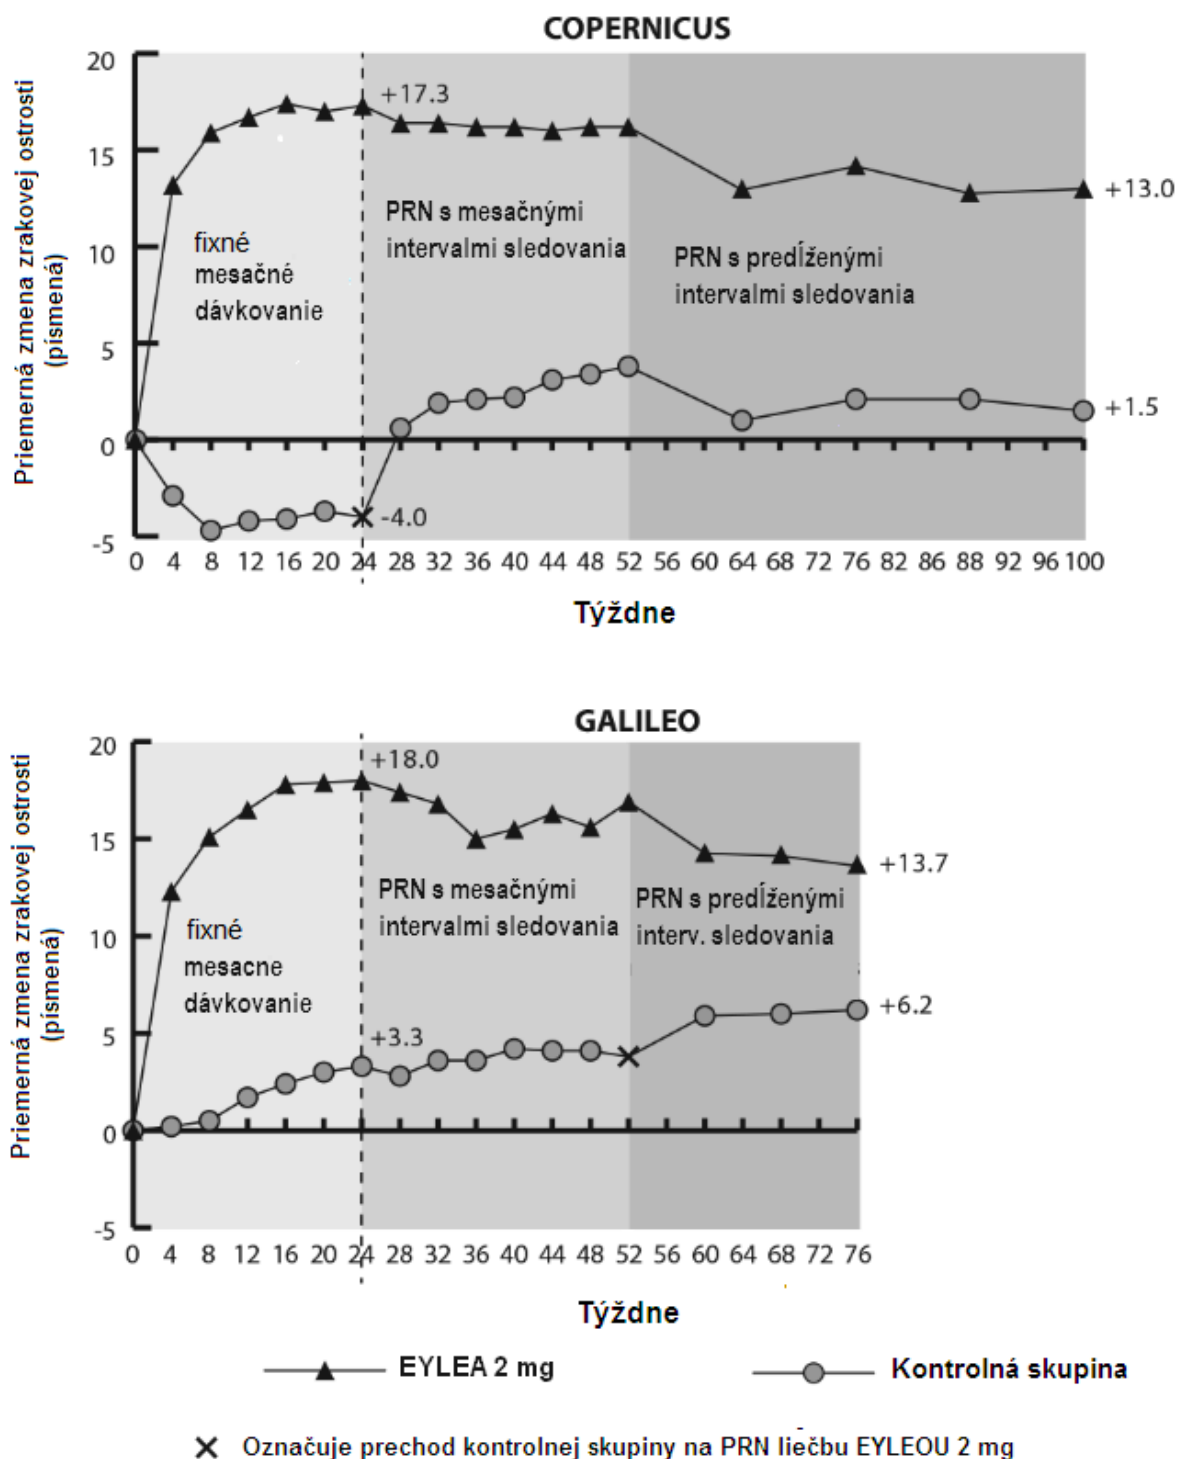 COPERNICUS
Priemerná zmena zrakovej ostrosti
(písmená)
20
15
10
5
0
-5
+17.3
+13.0
+1.5
-4.0
fixné
mesačné
dávkovanie
PRN s mesačnými
intervalmi sledovania
PRN s predĺženými
intervalmi sledovania
0 4 8 12 16 20 24 28 32 36 40 44 48 52 56 60 64 68 72 76 82 86 88 92 96 100
Týždne
GALILEO
Priemerná zmena zrakovej ostrosti
(písmená)
20
15
10
5
0
-5
+18.0
+13.7
+6.2
+3.3
fixné
mesacne
dávkovanie
PRN s mesačnými
intervalmi sledovania
PRN s predĺženými
interv. sledovania
0 4 8 12 16 20 24 28 32 36 40 44 48 52 56 60 64 68 72 76
Týždne
EYLEA 2 mg
Kontrolná skupina
Označuje prechod kontrolnej skupiny na PRN liečbu EYLEOU 2 mg